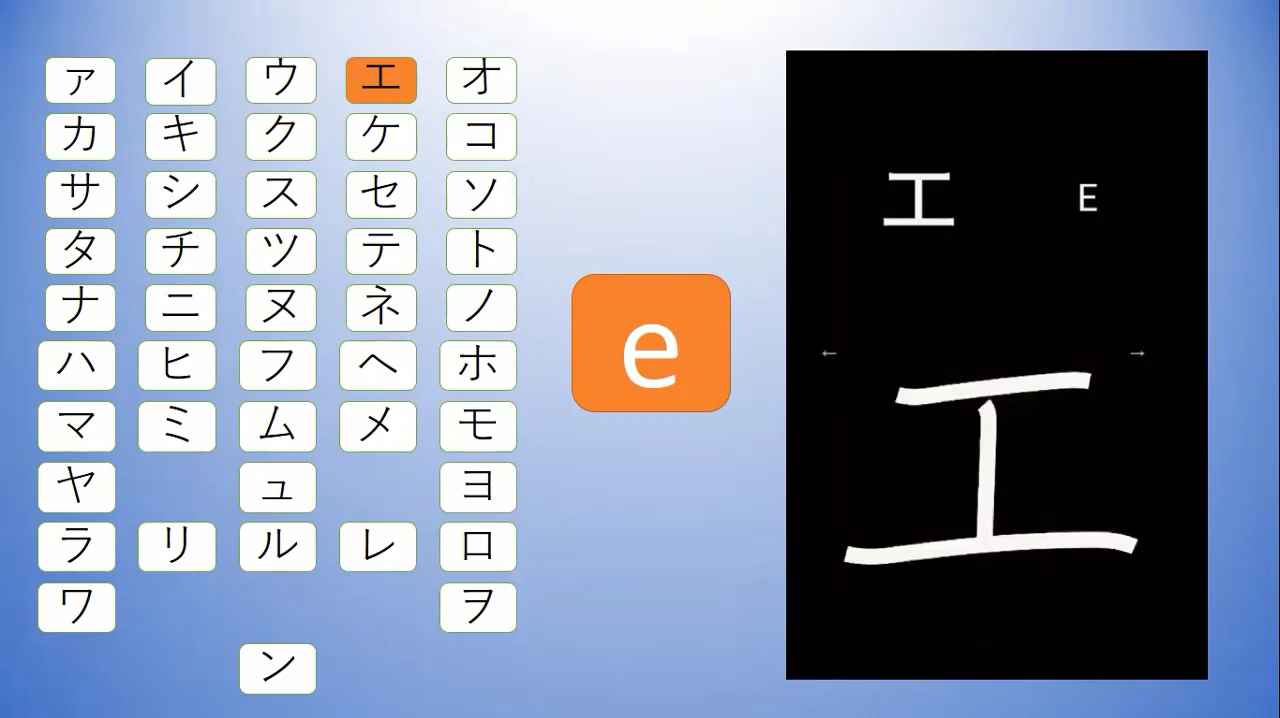 ァ イ ウ エ オ
カ キ ク ケ コ
サ シ ス セ ソ
タ チ ツ テ ト
ナ ニ ヌ ネ ノ
ハ ヒ フ ヘ ホ
マ ミ ム メ モ
ヤ ュ ヨ
ラ リ ル レ ロ
ワ ヲ
ン
e
エ E
← →
エ